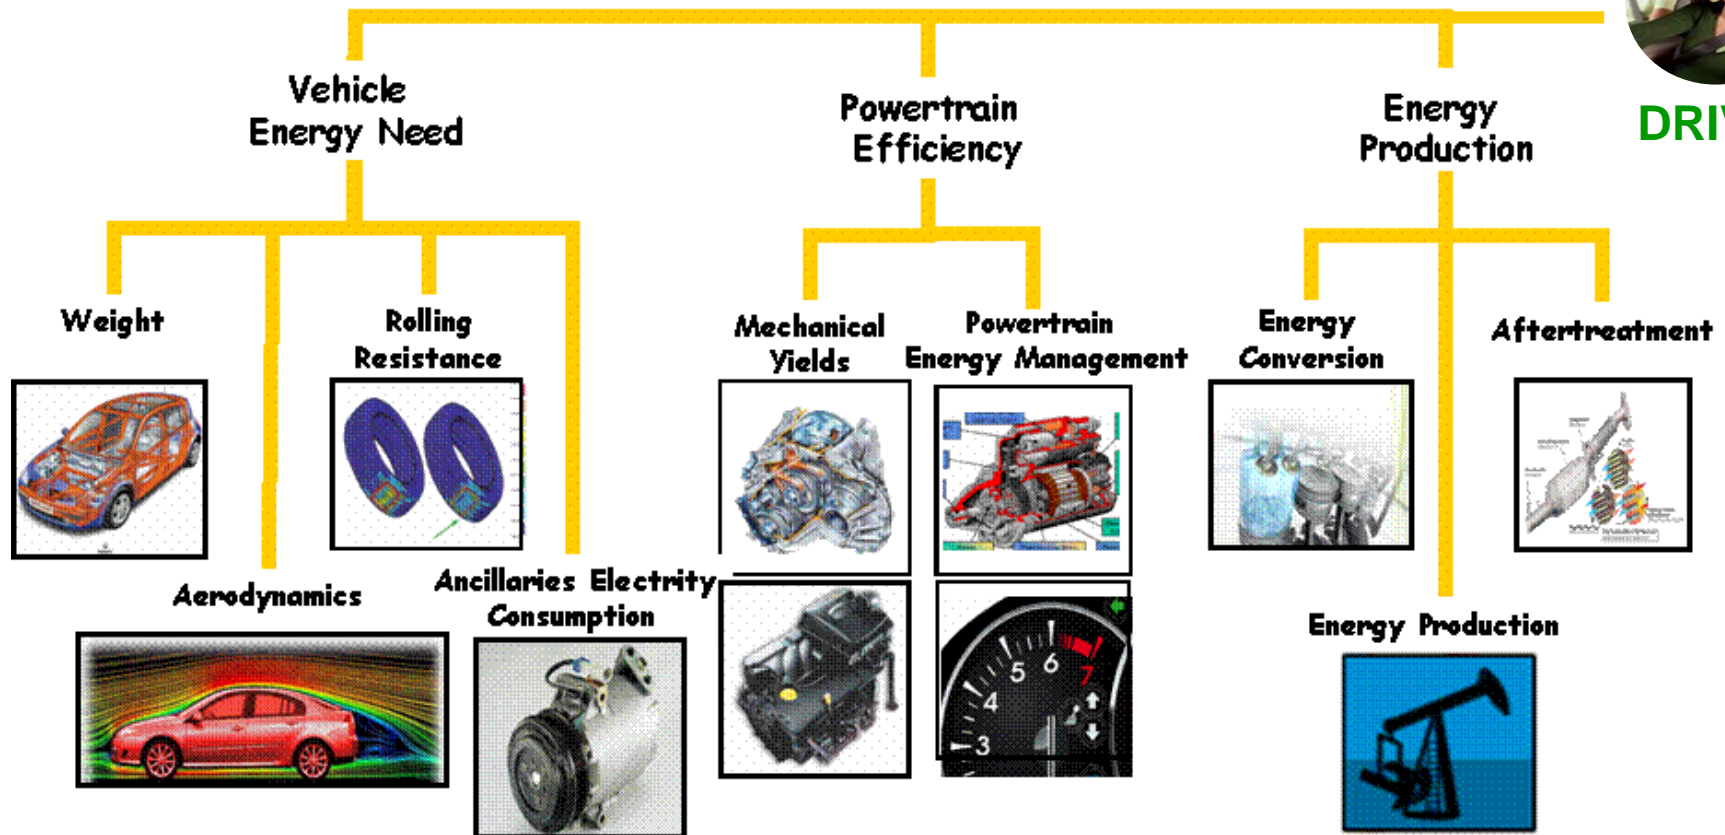 Vehicle
Energy Need
Powertrain
Efficiency
Energy
Production
DRIV
Weight
Rolling
Resistance
Mechanical
Yields
Powertrain
Energy Management
Energy
Conversion
Aftertreatment
Aerodynamics
Ancillaries Electrity
Consumption
Energy Production
3
4
5
6
7